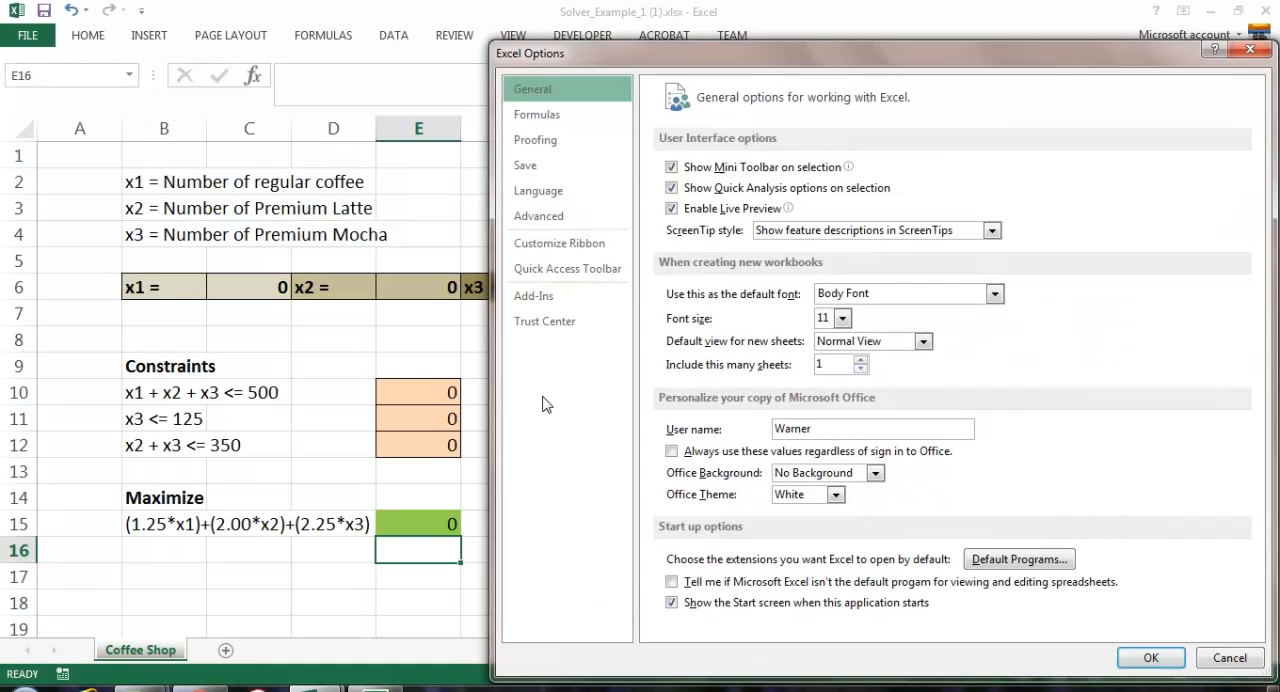 Solver_Example_1 (1).xlsx - Excel
?
FILE HOME INSERT PAGE LAYOUT FORMULAS DATA REVIEW VIEW DEVELOPER ACROBAT TEAM Microsoft account
E16 fx
A B C D E
1
2 x1 = Number of regular coffee
3 x2 = Number of Premium Latte
4 x3 = Number of Premium Mocha
5
6 x1 = 0 x2 = 0 x3
7
8
9 Constraints
10 x1 + x2 + x3 <= 500 0
11 x3 <= 125 0
12 x2 + x3 <= 350 0
13
14 Maximize
15 (1.25*x1)+(2.00*x2)+(2.25*x3) 0
16
17
18
19
Coffee Shop
READY
Excel Options
?
General
Formulas
Proofing
Save
Language
Advanced
Customize Ribbon
Quick Access Toolbar
Add-Ins
Trust Center
General options for working with Excel.
User Interface options
Show Mini Toolbar on selection
Show Quick Analysis options on selection
Enable Live Preview
ScreenTip style: Show feature descriptions in ScreenTips
When creating new workbooks
Use this as the default font: Body Font
Font size: 11
Default view for new sheets: Normal View
Include this many sheets: 1
Personalize your copy of Microsoft Office
User name: Warner
Always use these values regardless of sign in to Office.
Office Background: No Background
Office Theme: White
Start up options
Choose the extensions you want Excel to open by default: Default Programs...
Tell me if Microsoft Excel isn't the default progam for viewing and editing spreadsheets.
Show the Start screen when this application starts
OK Cancel